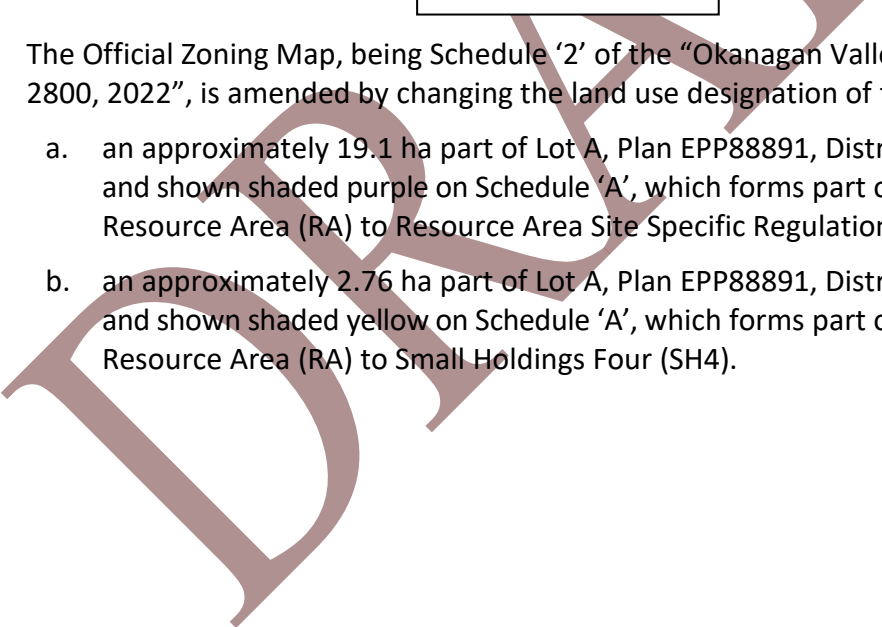 The Official Zoning Map, being Schedule ‘2’ of the “Okanagan Valle
2800, 2022”, is amended by changing the land use designation of
a. an approximately 19.1 ha part of Lot A, Plan EPP88891, Distr
and shown shaded purple on Schedule ‘A’, which forms part
Resource Area (RA) to Resource Area Site Specific Regulation
b. an approximately 2.76 ha part of Lot A, Plan EPP88891, Distr
and shown shaded yellow on Schedule ‘A’, which forms part
Resource Area (RA) to Small Holdings Four (SH4).
DRA